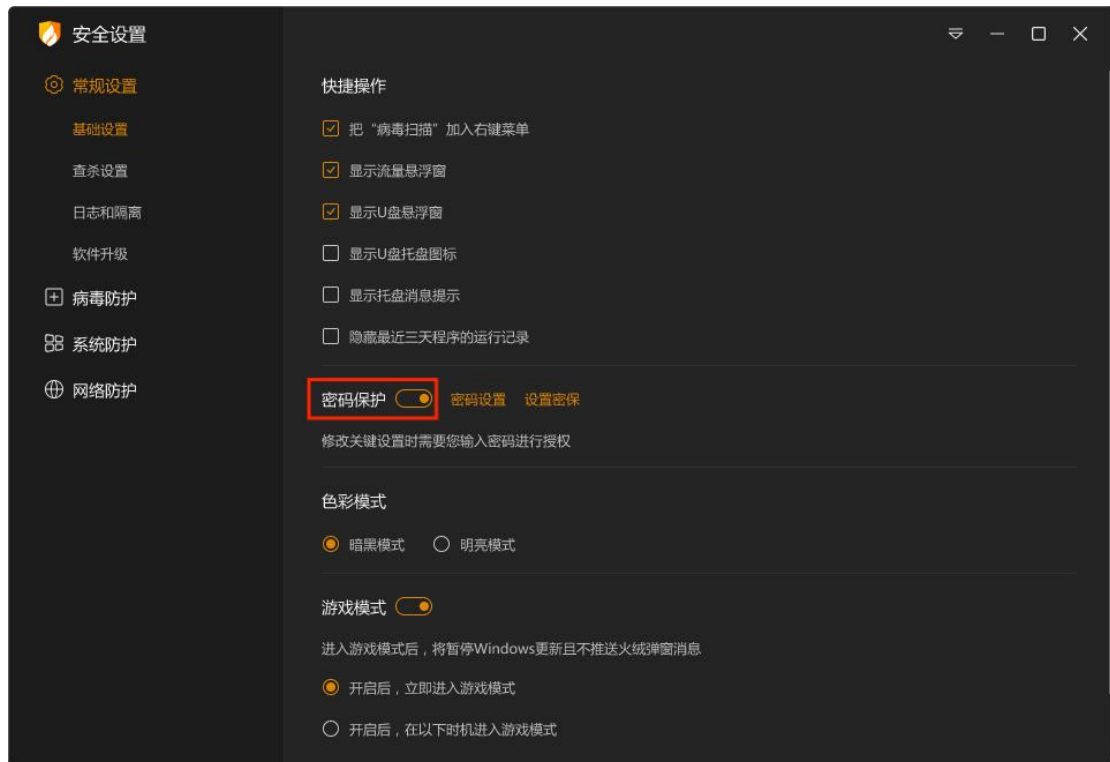 安全设置
常规设置
基础设置
查杀设置
日志和隔离
软件升级
病毒防护
系统防护
网络防护
快捷操作
把“病毒扫描”加入右键菜单
显示流量悬浮窗
显示U盘悬浮窗
显示U盘托盘图标
显示托盘消息提示
隐藏最近三天程序的运行记录
密码保护 密码设置 设置密保
修改关键设置时需要您输入密码进行授权
色彩模式
暗黑模式 明亮模式
游戏模式
进入游戏模式后，将暂停Windows更新且不推送火绒弹窗消息
开启后，立即进入游戏模式
开启后，在以下时机进入游戏模式